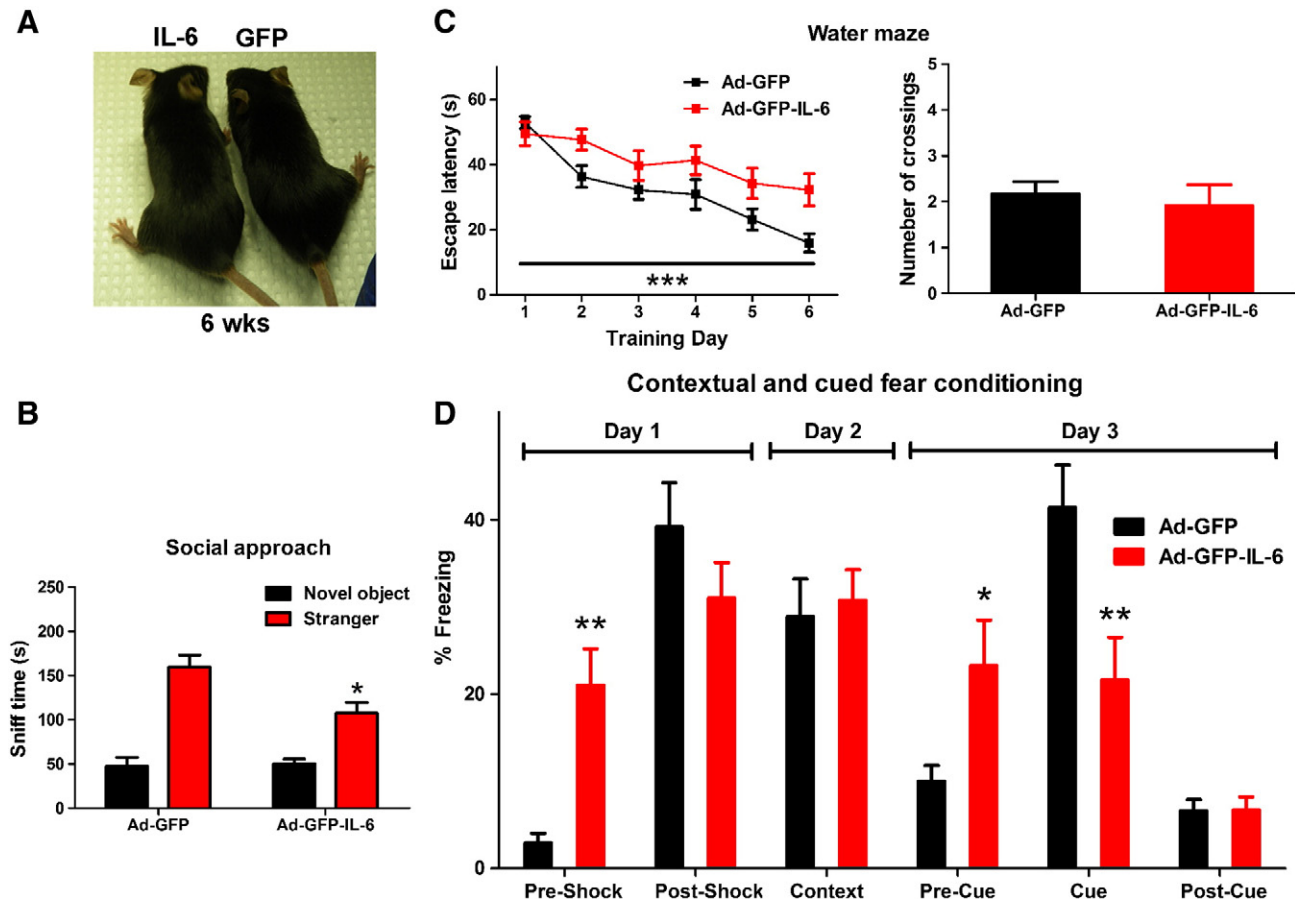 A
IL-6 GFP
6 wks
B
Social approach
Novel object
Stranger
Sniff time (s)
250
200
150
100
50
0
*
Ad-GFP
Ad-GFP-IL-6
C
Water maze
Ad-GFP
Ad-GFP-IL-6
Escape latency (s)
60
40
20
0
***
1 2 3 4 5 6
Training Day
Numeber of crossings
5
4
3
2
1
0
Ad-GFP
Ad-GFP-IL-6
Contextual and cued fear conditioning
D
Day 1 Day 2 Day 3
Ad-GFP
Ad-GFP-IL-6
% Freezing
40
20
0
**
*
**
Pre-Shock Post-Shock Context Pre-Cue Cue Post-Cue